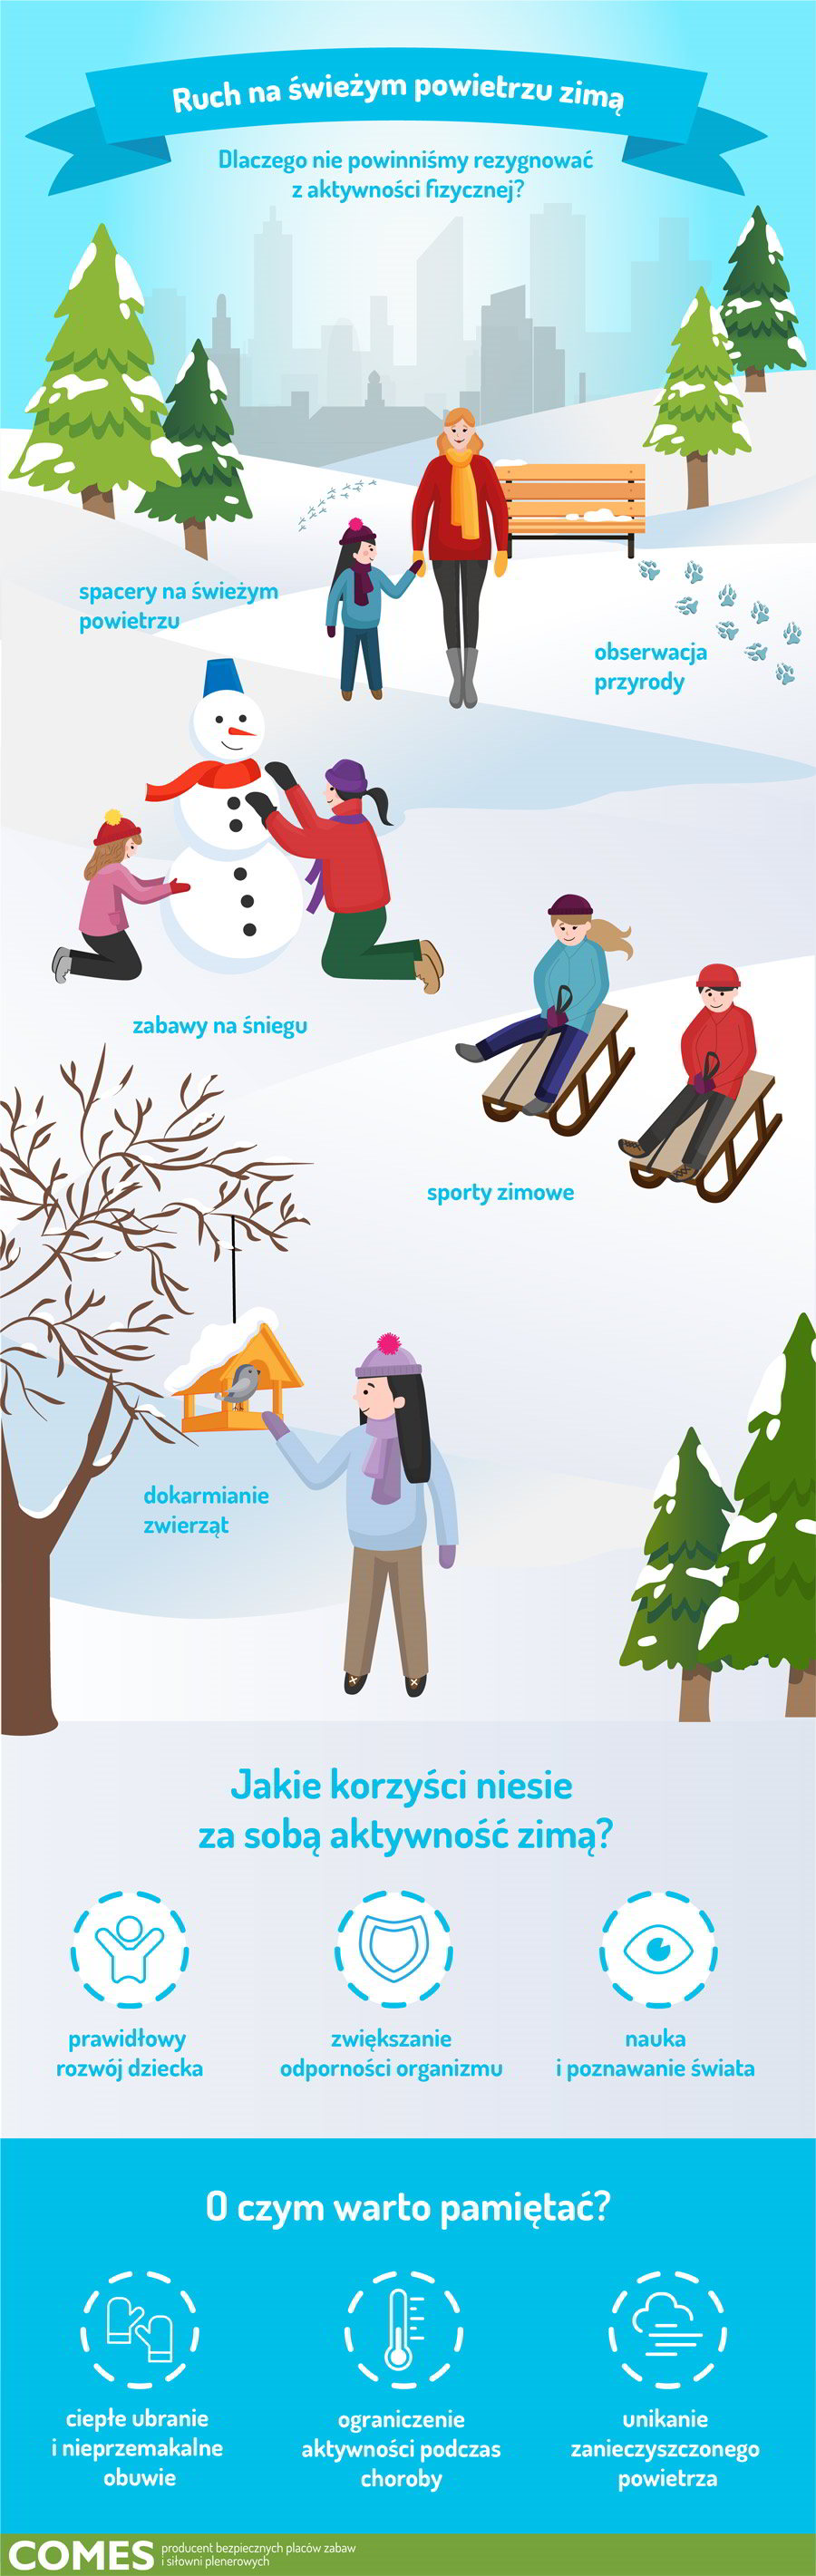 Ruch na świeżym powietrzu zimą
Dlaczego nie powinniśmy rezygnować
z aktywności fizycznej?
spacery na świeżym
powietrzu
obserwacja
przyrody
zabawy na śniegu
sporty zimowe
dokarmianie
zwierząt
Jakie korzyści niesie
za sobą aktywność zimą?
prawidłowy
rozwój dziecka
zwiększanie
odporności organizmu
nauka
i poznawanie świata
O czym warto pamiętać?
ciepłe ubranie
i nieprzemakalne
obuwie
ograniczenie
aktywności podczas
choroby
unikanie
zanieczyszczonego
powietrza
COMES
producent bezpiecznych placów zabaw
i siłowni plenerowych